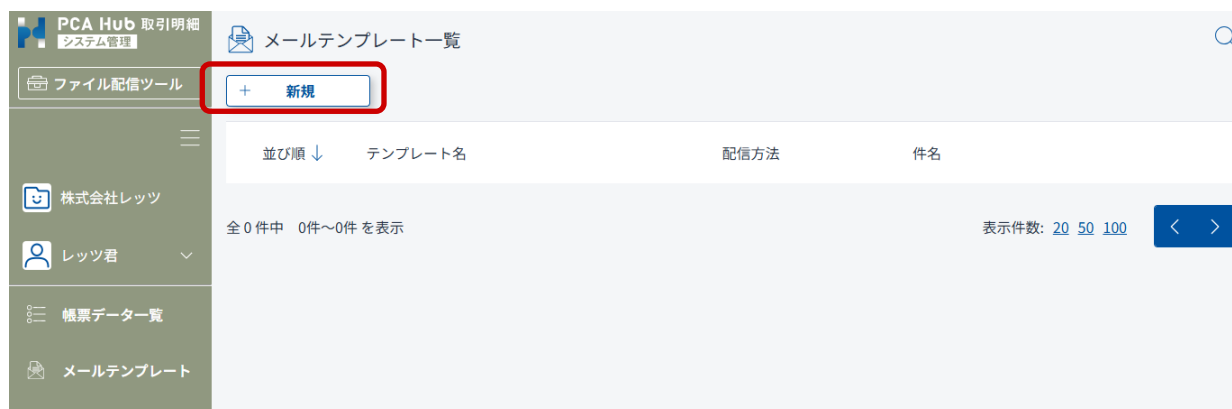 PCA Hub 取引明細
システム管理
ファイル配信ツール
株式会社レッツ
レッツ君
帳票データ一覧
メールテンプレート
メールテンプレート一覧
+ 新規
並び順↓ テンプレート名 配信方法 件名
全0件中 0件～0件 を表示 表示件数: 20 50 100